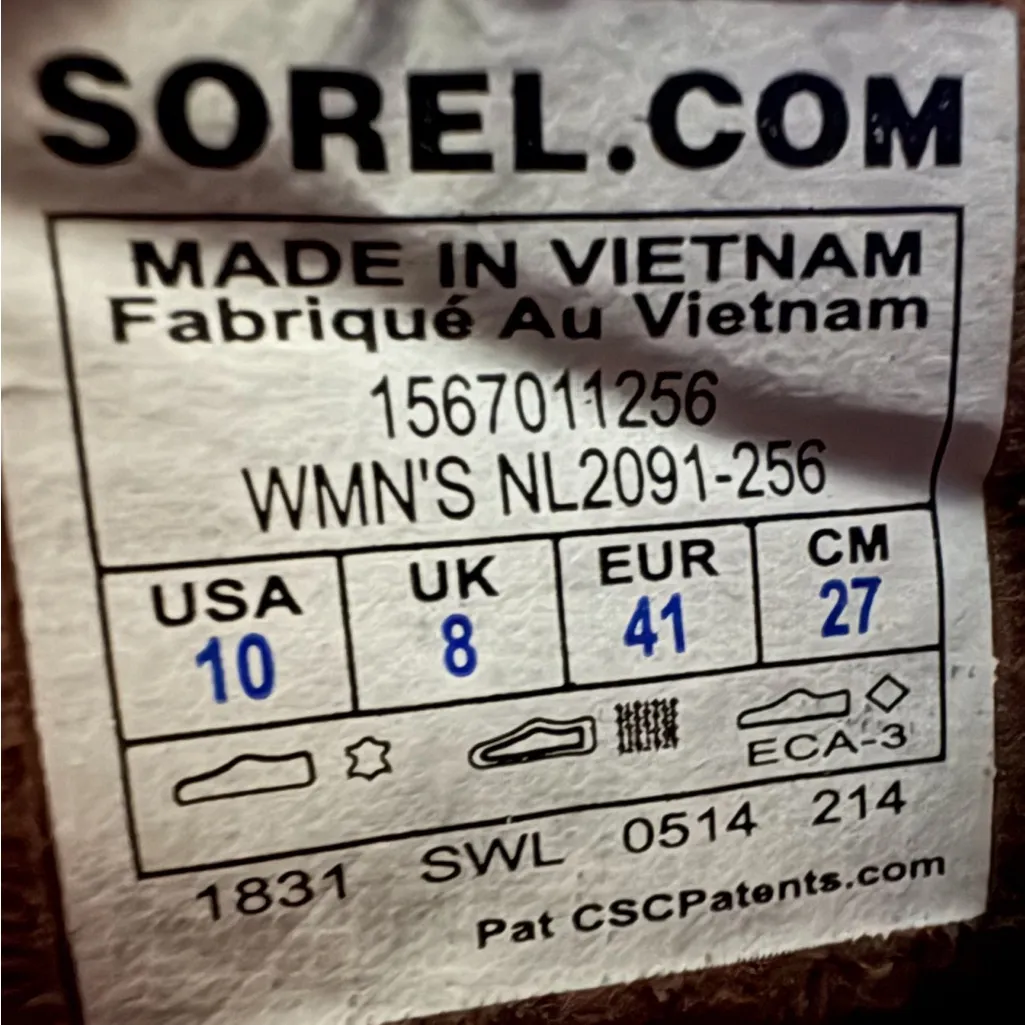 SOREL.COM
MADE IN VIETNAM
Fabriqué Au Vietnam
1567011256
WMN'S NL2091-256
USA UK EUR CM
10 8 41 27
ECA-3
1831 SWL 0514 214
Pat CSCPatents.com